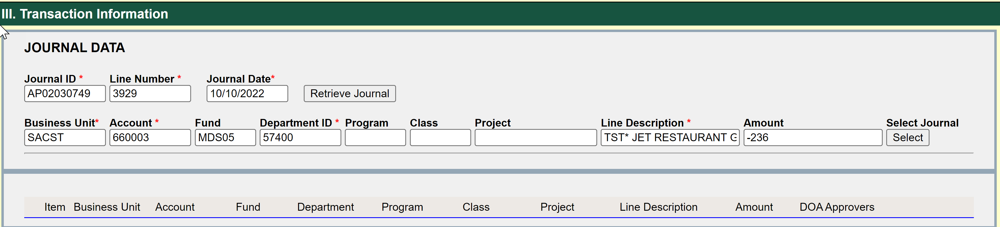 III. Transaction Information
JOURNAL DATA
Journal ID * Line Number * Journal Date*
AP02030749 3929 10/10/2022 Retrieve Journal
Business Unit* Account * Fund Department ID * Program Class Project Line Description * Amount Select Journal
SACST 660003 MDS05 57400 TST* JET RESTAURANT G -236 Select
Item Business Unit Account Fund Department Program Class Project Line Description Amount DOA Approvers